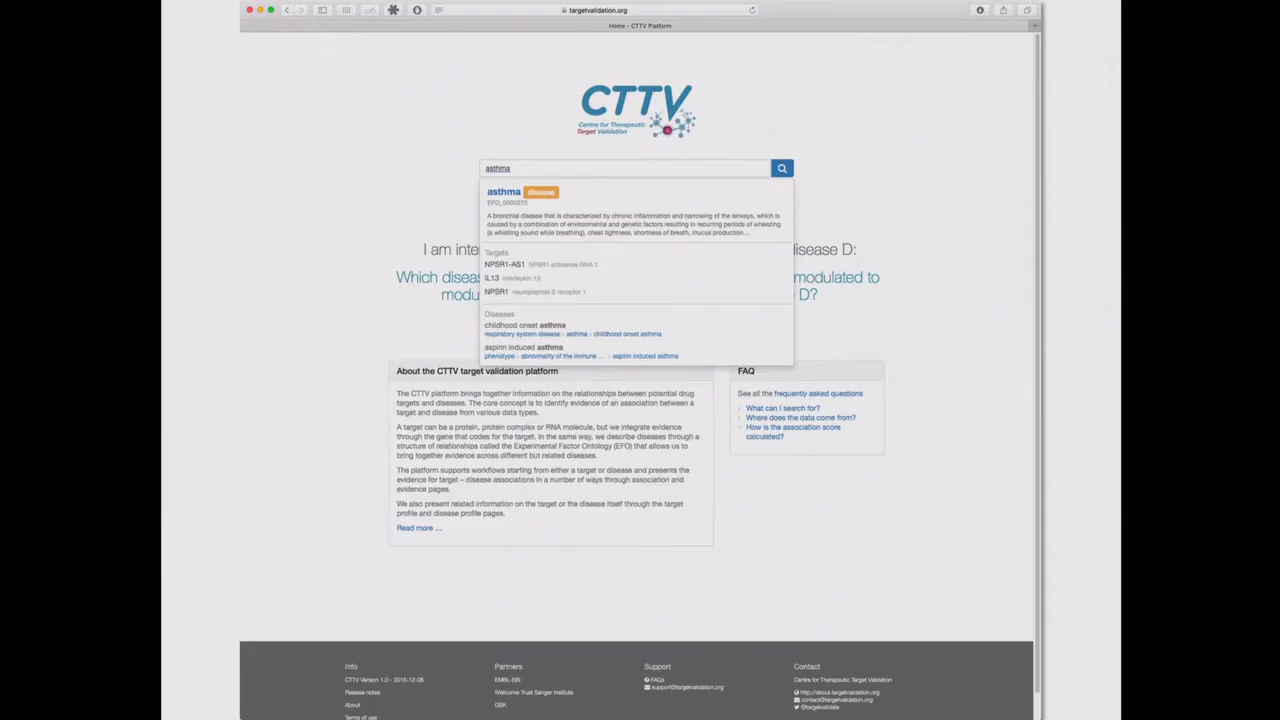 targetvalidation.org
Home - CTTV Platform
CTTV
Centre for Therapeutic
Target Validation
asthma
asthma disease
EFO_0000270
A bronchial disease that is characterized by chronic inflammation and narrowing of the airways, which is
caused by a combination of environmental and genetic factors resulting in recurring periods of wheezing
(a whistling sound while breathing), chest tightness, shortness of breath, mucus production...
Targets
NPSR1-AS1 NPSR1 antisense RNA 1
IL13 interleukin 13
NPSR1 neuropeptide S receptor 1
Diseases
childhood onset asthma
respiratory system disease › asthma › childhood onset asthma
aspirin induced asthma
phenotype › abnormality of the immune ... › aspirin induced asthma
I am inte
isease D:
Which diseas
modulated to
modu
D?
About the CTTV target validation platform
The CTTV platform brings together information on the relationships between potential drug
targets and diseases. The core concept is to identify evidence of an association between a
target and disease from various data types.
A target can be a protein, protein complex or RNA molecule, but we integrate evidence
through the gene that codes for the target. In the same way, we describe diseases through a
structure of relationships called the Experimental Factor Ontology (EFO) that allows us to
bring together evidence across different but related diseases.
The platform supports workflows starting from either a target or disease and presents the
evidence for target – disease associations in a number of ways through association and
evidence pages.
We also present related information on the target or the disease itself through the target
profile and disease profile pages.
Read more ...
FAQ
See all the frequently asked questions
What can I search for?
Where does the data come from?
How is the association score
calculated?
Info
CTTV Version 1.0 - 2015-12-08
Release notes
About
Terms of use
Partners
EMBL-EBI
Wellcome Trust Sanger Institute
GSK
Support
FAQs
support@targetvalidation.org
Contact
Centre for Therapeutic Target Validation
http://about.targetvalidation.org
contact@targetvalidation.org
@targetvalidate